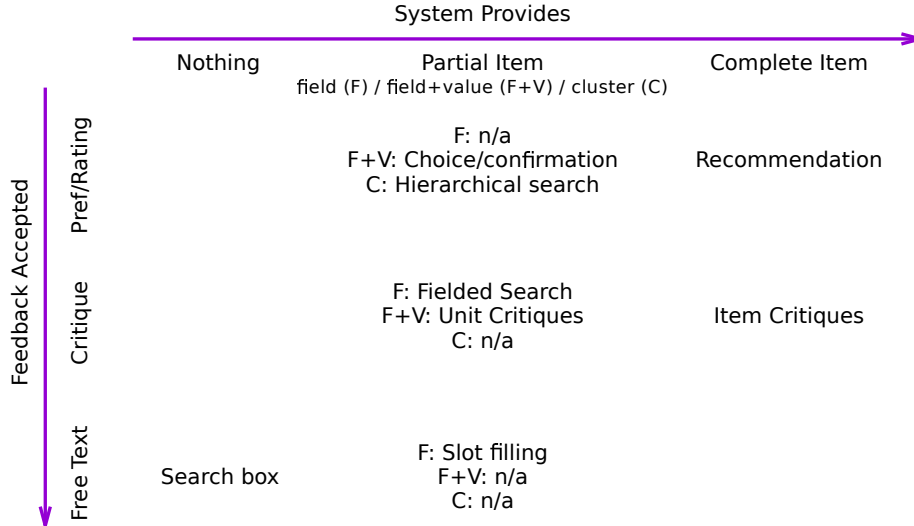 System Provides
Nothing
Partial Item
Complete Item
field (F) / field+value (F+V) / cluster (C)
Feedback Accepted
Pref/Rating
F: n/a
F+V: Choice/confirmation
C: Hierarchical search
Recommendation
Critique
F: Fielded Search
F+V: Unit Critiques
C: n/a
Item Critiques
Free Text
Search box
F: Slot filling
F+V: n/a
C: n/a